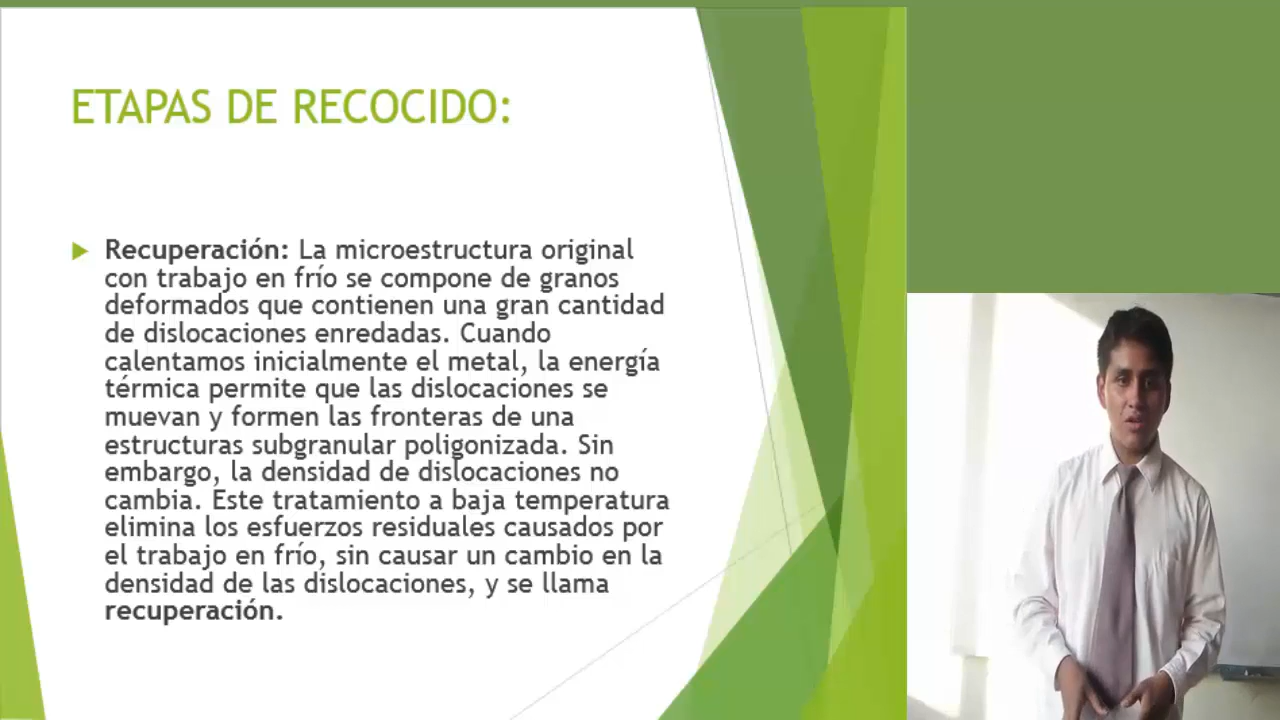 ETAPAS DE RECOCIDO:
Recuperación: La microestructura original
con trabajo en frío se compone de granos
deformados que contienen una gran cantidad
de dislocaciones enredadas. Cuando
calentamos inicialmente el metal, la energía
térmica permite que las dislocaciones se
muevan y formen las fronteras de una
estructuras subgranular poligonizada. Sin
embargo, la densidad de dislocaciones no
cambia. Este tratamiento a baja temperatura
elimina los esfuerzos residuales causados por
el trabajo en frío, sin causar un cambio en la
densidad de las dislocaciones, y se llama
recuperación.